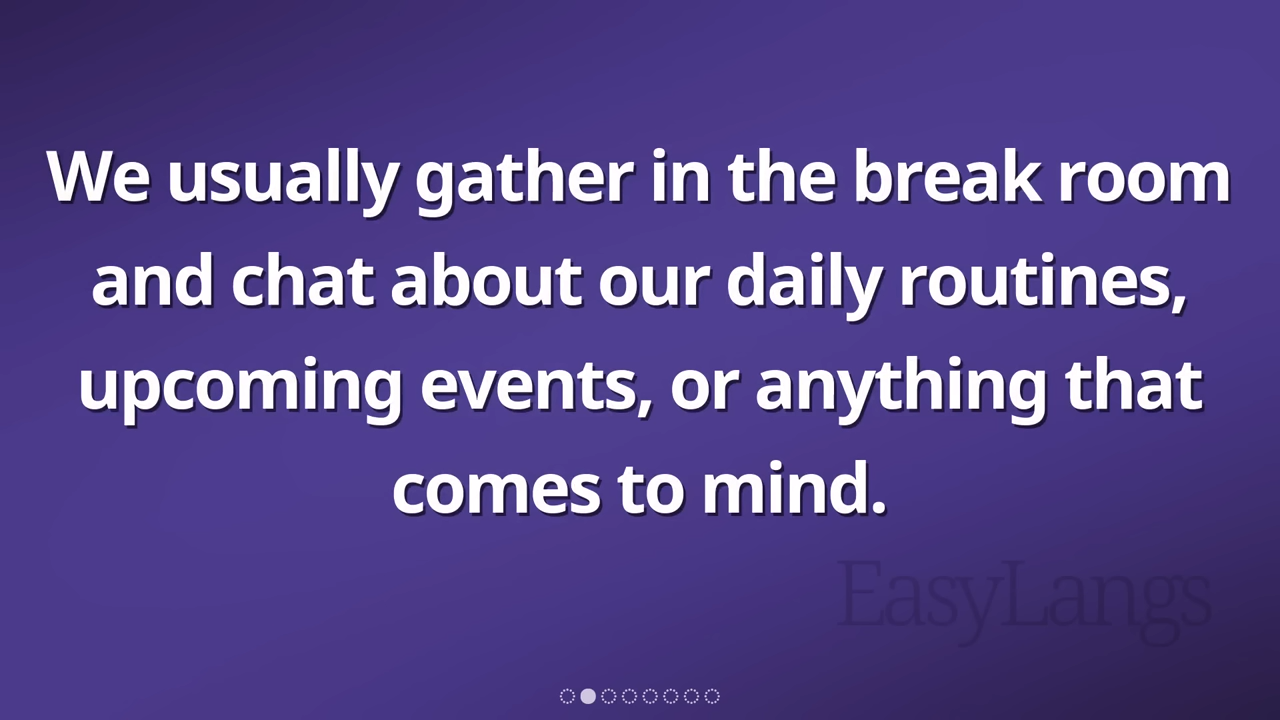 We usually gather in the break room
and chat about our daily routines,
upcoming events, or anything that
comes to mind.
EasyLangs